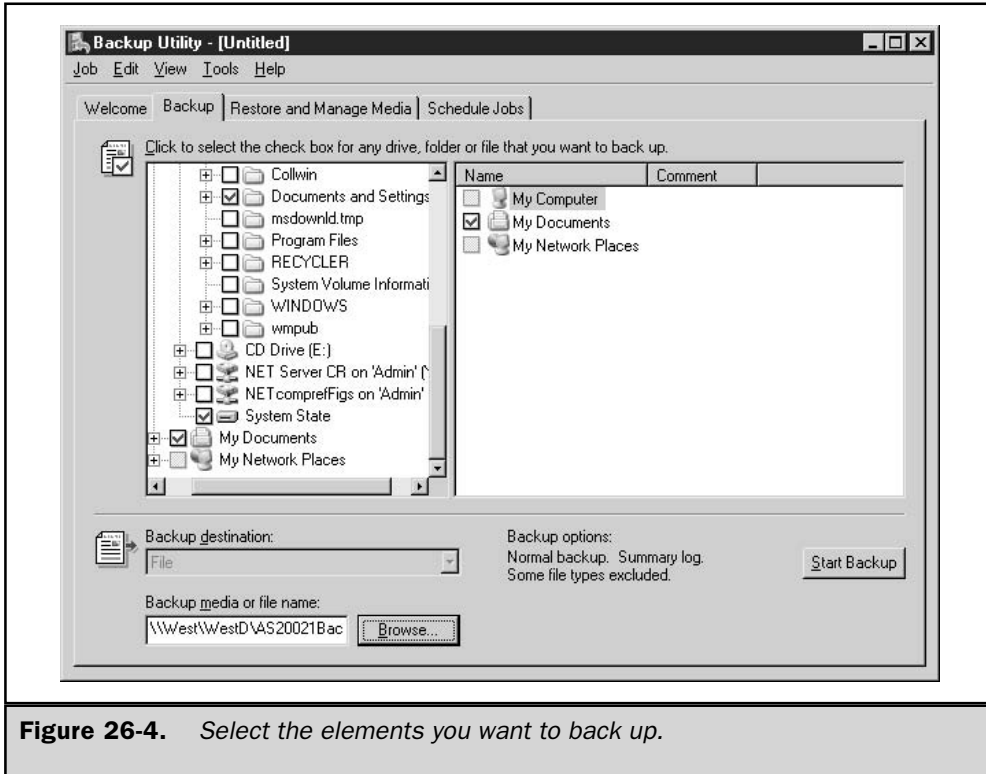 Backup Utility - [Untitled]
Job Edit View Tools Help
Welcome Backup Restore and Manage Media Schedule Jobs
Click to select the check box for any drive, folder or file that you want to back up.
Collwin
Documents and Settings
msdownld.tmp
Program Files
RECYCLER
System Volume Informati
WINDOWS
wmpub
CD Drive (E:)
NET Server CR on 'Admin' (
NETcomprefFigs on 'Admin'
System State
My Documents
My Network Places
Name Comment
My Computer
My Documents
My Network Places
Backup destination:
File
Backup media or file name:
\\West\WestD\AS20021Bac Browse...
Backup options:
Normal backup. Summary log.
Some file types excluded.
Start Backup
Figure 26-4. Select the elements you want to back up.